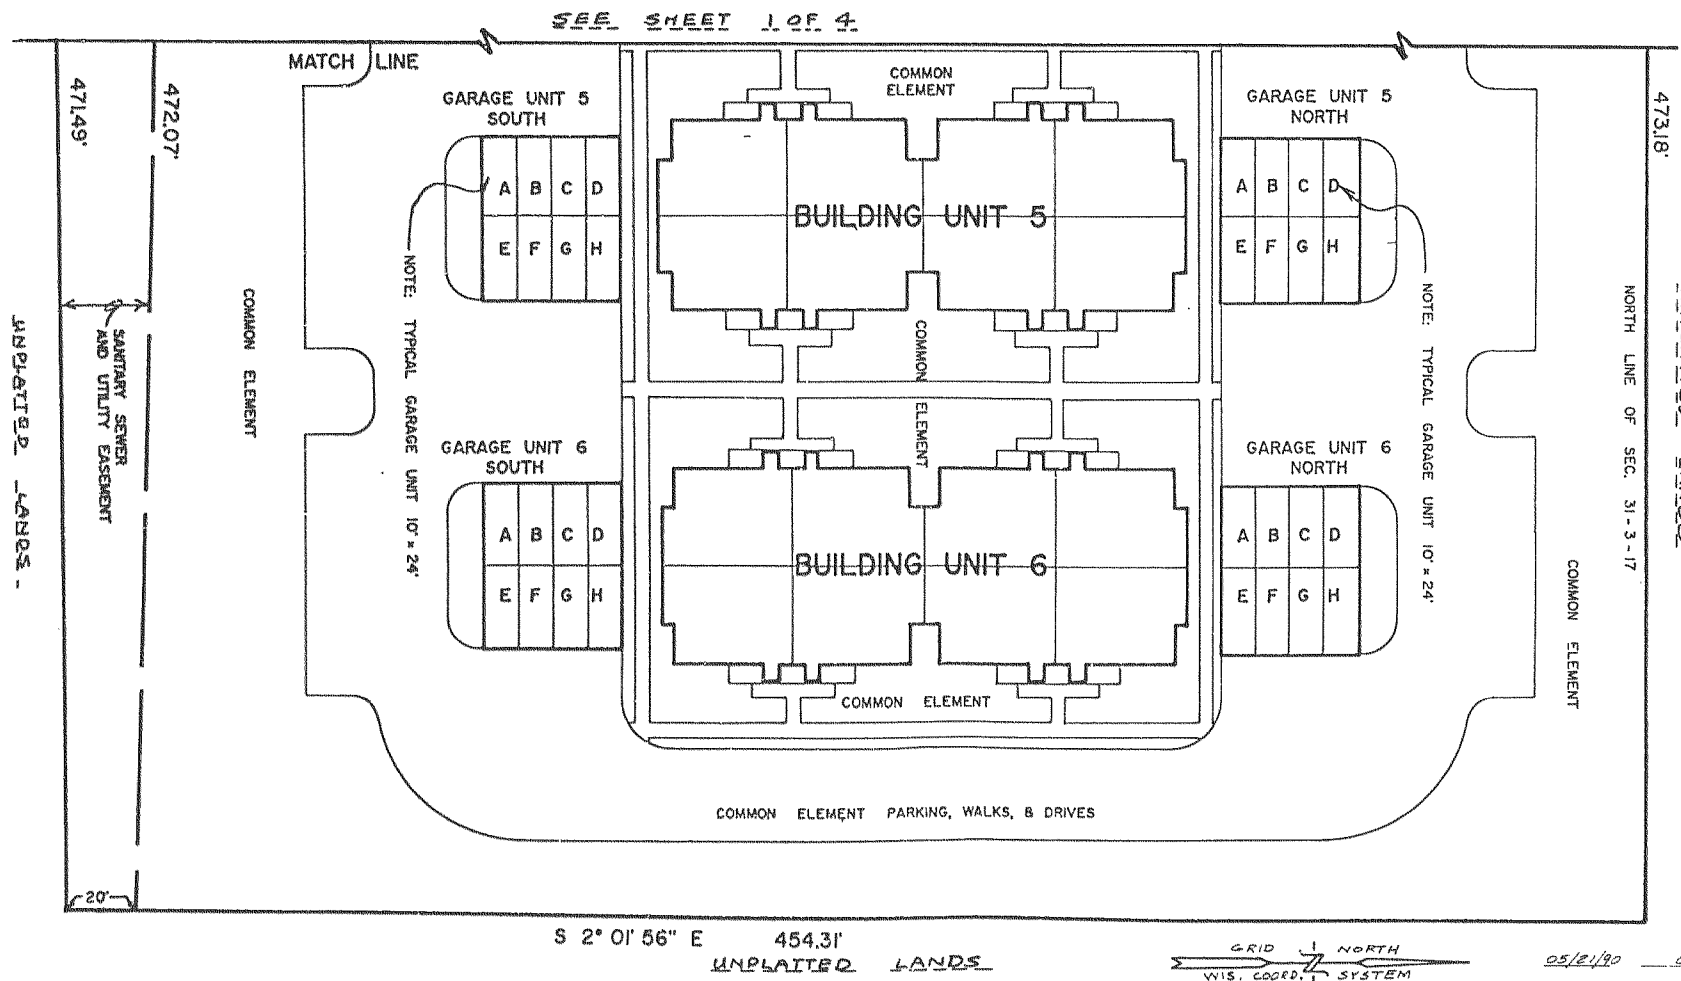 SEE SHEET 1 OF 4
MATCH LINE
471.49'
472.07'
473.18'
GARAGE UNIT 5
SOUTH
A B C D
E F G H
COMMON
ELEMENT
GARAGE UNIT 5
NORTH
A B C D
E F G H
BUILDING UNIT 5
NOTE: TYPICAL GARAGE UNIT 10' x 24'
NOTE: TYPICAL GARAGE UNIT 10' x 24'
UNPLATTED LANDS
SANITARY SEWER
AND UTILITY EASEMENT
COMMON ELEMENT
COMMON ELEMENT
NORTH LINE OF SEC. 31-3-17
GARAGE UNIT 6
SOUTH
A B C D
E F G H
GARAGE UNIT 6
NORTH
A B C D
E F G H
BUILDING UNIT 6
COMMON ELEMENT
COMMON ELEMENT
COMMON ELEMENT PARKING, WALKS, & DRIVES
20'
S 2° 01' 56" E 454.31'
UNPLATTED LANDS
GRID NORTH
WIS. COORD. SYSTEM
05/21/90